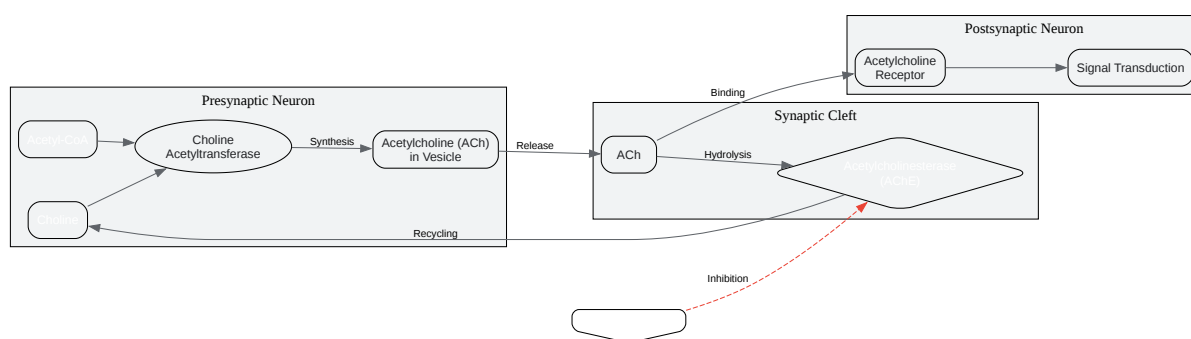 Postsynaptic Neuron
Acetylcholine
Receptor
Signal Transduction
Binding
Presynaptic Neuron
Synaptic Cleft
Acetyl-CoA
Choline
Acetyltransferase
Synthesis
Acetylcholine (ACh)
in Vesicle
Release
ACh
Hydrolysis
Acetylcholinesterase
(AChE)
Choline
Recycling
Inhibition